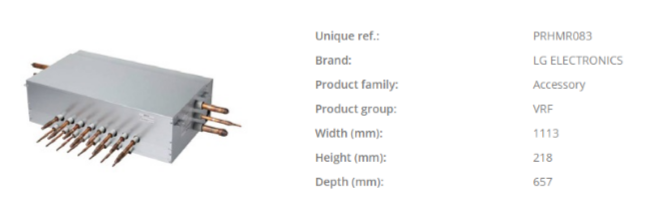 Unique ref.: PRHMR083
Brand: LG ELECTRONICS
Product family: Accessory
Product group: VRF
Width (mm): 1113
Height (mm): 218
Depth (mm): 657